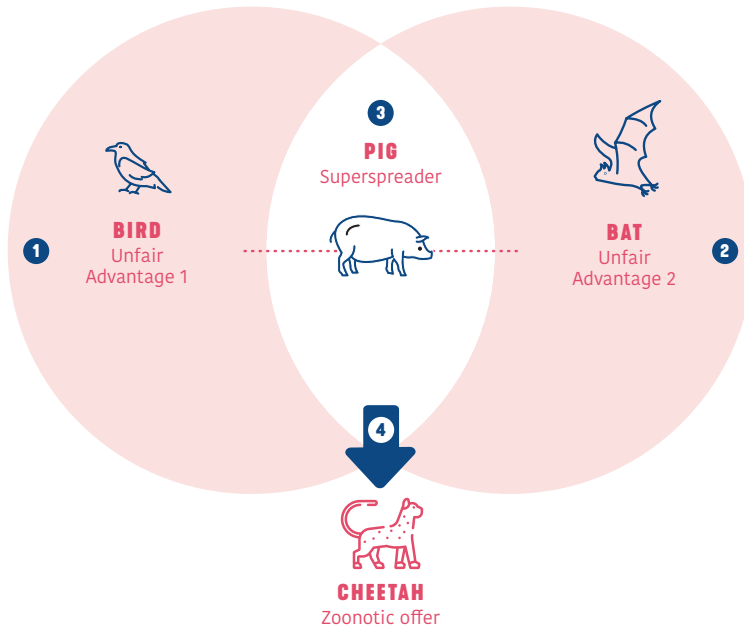 3
PIG
Superspreader
1
BIRD
Unfair
Advantage 1
BAT
Unfair
Advantage 2
2
4
CHEETAH
Zoonotic offer